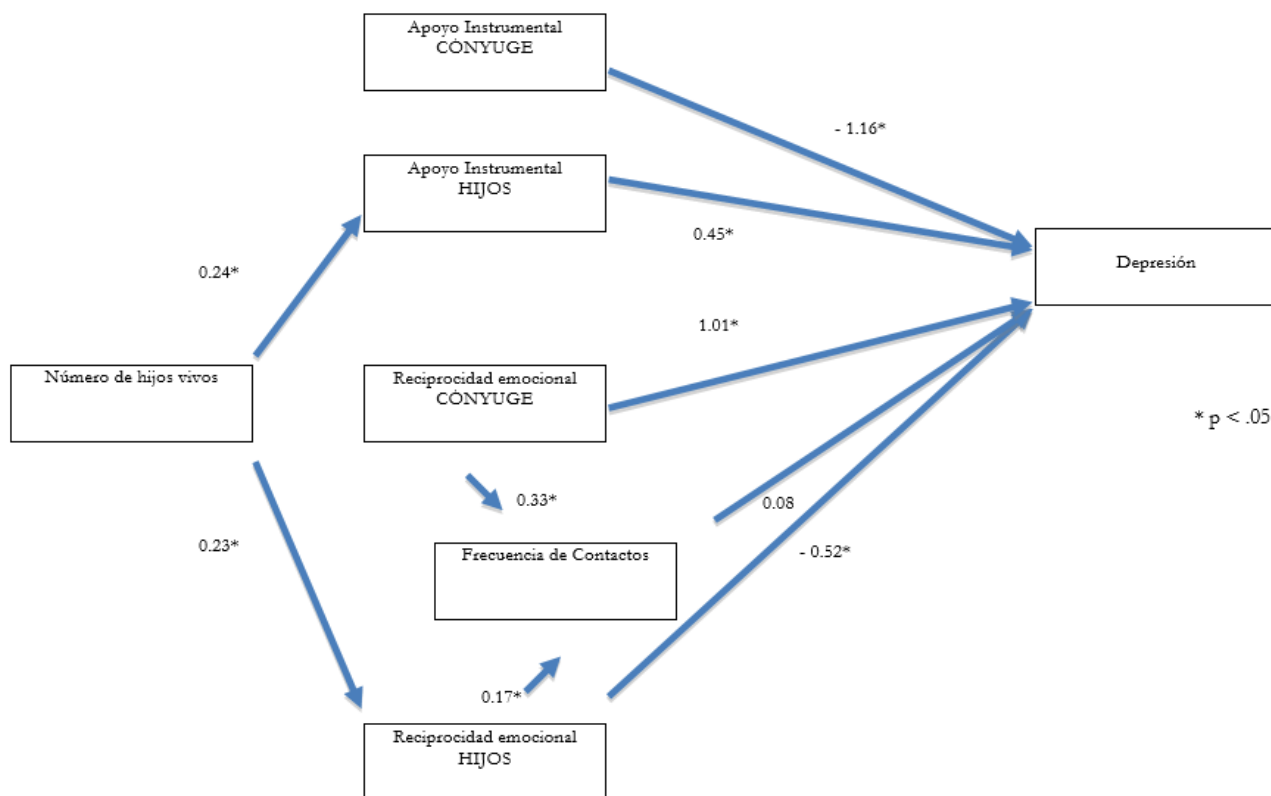 Apoyo Instrumental
CÓNYUGE
- 1.16*
Apoyo Instrumental
HIJOS
0.45*
Depresión
0.24*
1.01*
Número de hijos vivos
Reciprocidad emocional
CÓNYUGE
* p < .05
0.33*
0.08
0.23*
Frecuencia de Contactos
- 0.52*
0.17*
Reciprocidad emocional
HIJOS